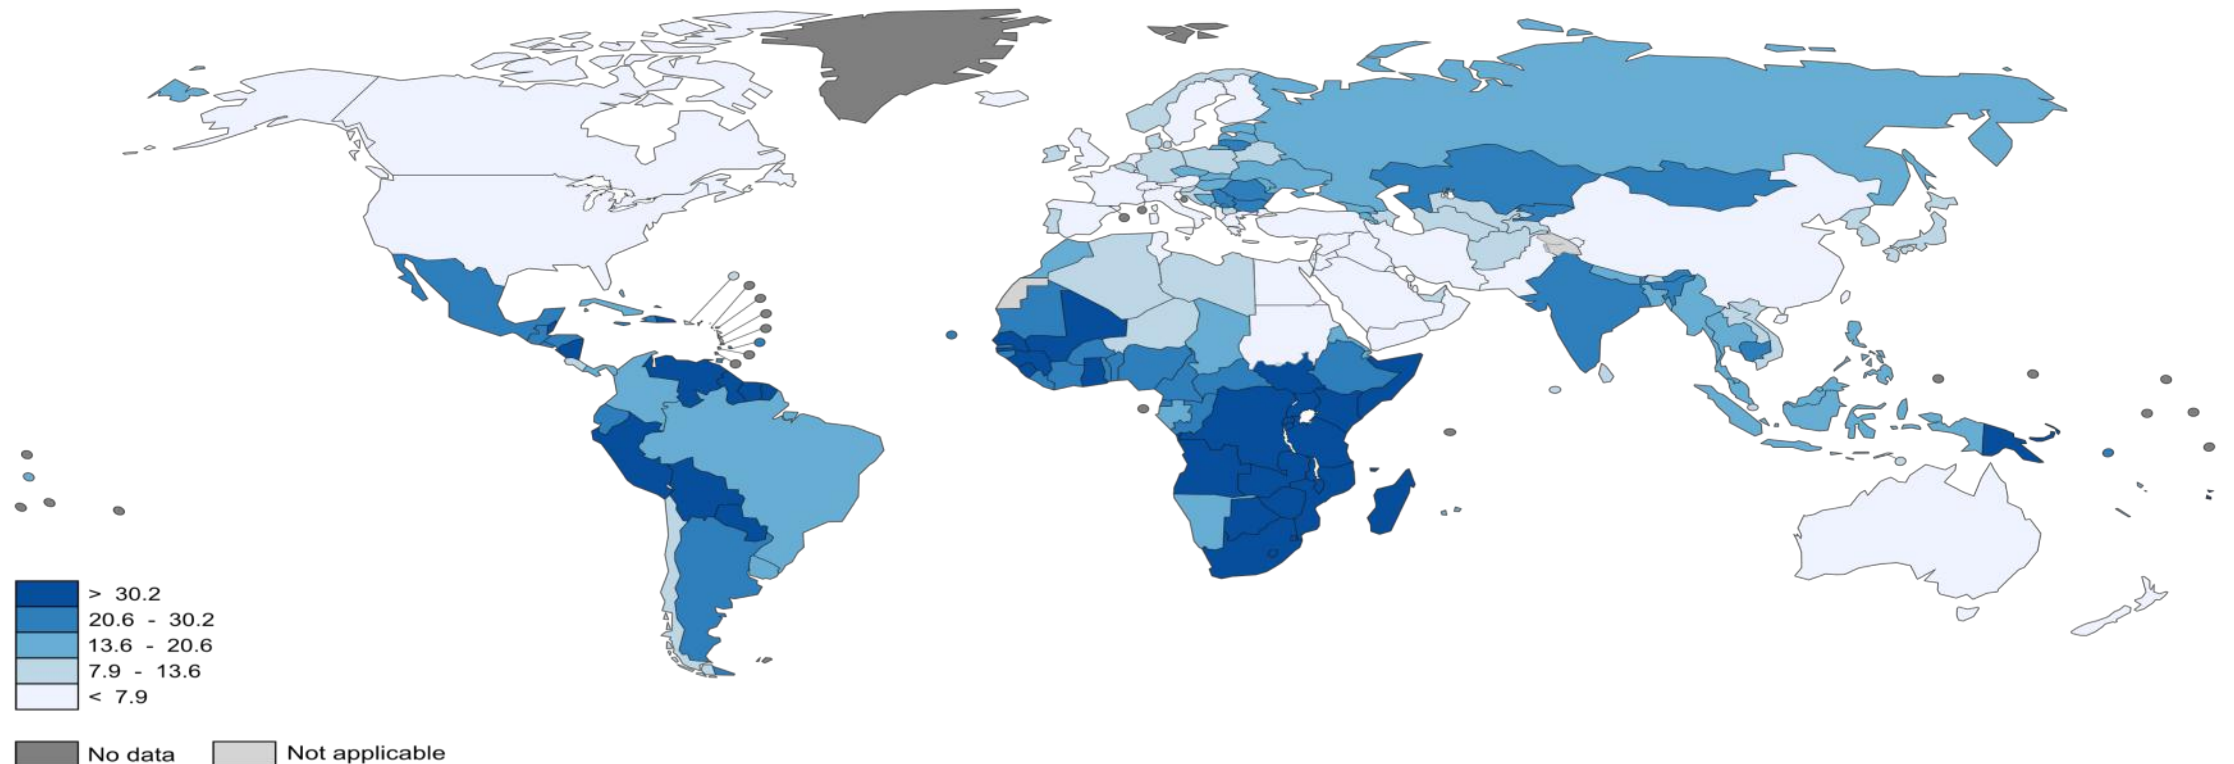 > 30.2
20.6 - 30.2
13.6 - 20.6
7.9 - 13.6
< 7.9
No data
Not applicable